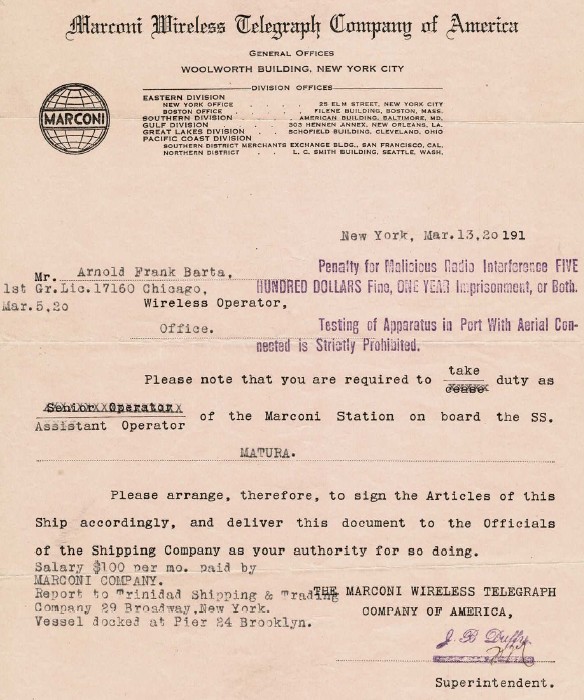 Marconi Wireless Telegraph Company of America
GENERAL OFFICES
WOOLWORTH BUILDING, NEW YORK CITY
DIVISION OFFICES
EASTERN DIVISION
NEW YORK OFFICE . . . . 25 ELM STREET, NEW YORK CITY
BOSTON OFFICE . . . . FILENE BUILDING, BOSTON, MASS.
SOUTHERN DIVISION . . . . AMERICAN BUILDING, BALTIMORE, MD.
GULF DIVISION . . . . 303 HENNEN ANNEX, NEW ORLEANS, LA.
GREAT LAKES DIVISION . . . . SCHOFIELD BUILDING, CLEVELAND, OHIO
PACIFIC COAST DIVISION
SOUTHERN DISTRICT MERCHANTS EXCHANGE BLDG., SAN FRANCISCO, CAL.
NORTHERN DISTRICT . . . L. C. SMITH BUILDING, SEATTLE, WASH.
MARCONI
New York, Mar.13,20 191
Mr. Arnold Frank Barta,
1st Gr.Lic.17160 Chicago,
Mar.5,20 Wireless Operator,
Office.
Penalty for Malicious Radio Interference FIVE
HUNDRED DOLLARS Fine, ONE YEAR Imprisonment, or Both.
Testing of Apparatus in Port With Aerial Con-
nected is Strictly Prohibited.
take
Please note that you are required to cease duty as
Senior Operator
Assistant Operator of the Marconi Station on board the SS.
MATURA.
Please arrange, therefore, to sign the Articles of this
Ship accordingly, and deliver this document to the Officials
of the Shipping Company as your authority for so doing.
Salary $100 per mo. paid by
MARCONI COMPANY.
Report to Trinidad Shipping & Trading
Company 29 Broadway,New York.
Vessel docked at Pier 24 Brooklyn.
THE MARCONI WIRELESS TELEGRAPH
COMPANY OF AMERICA,
J. B. Duffy
Superintendent.